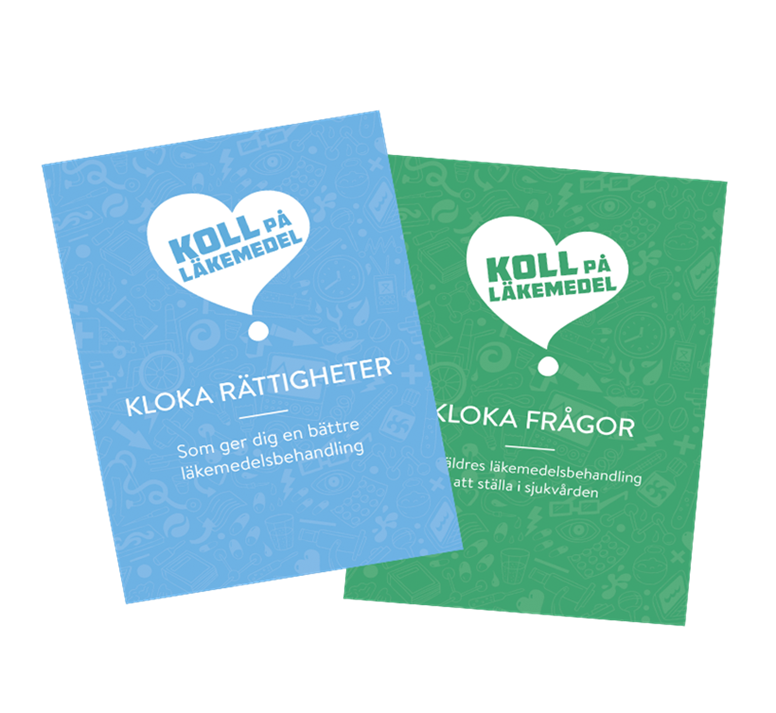 KOLL PÅ
LÄKEMEDEL
KLOKA RÄTTIGHETER
Som ger dig en bättre
läkemedelsbehandling
KOLL PÅ
LÄKEMEDEL
KLOKA FRÅGOR
läkemedelsbehandling
att ställa i sjukvården